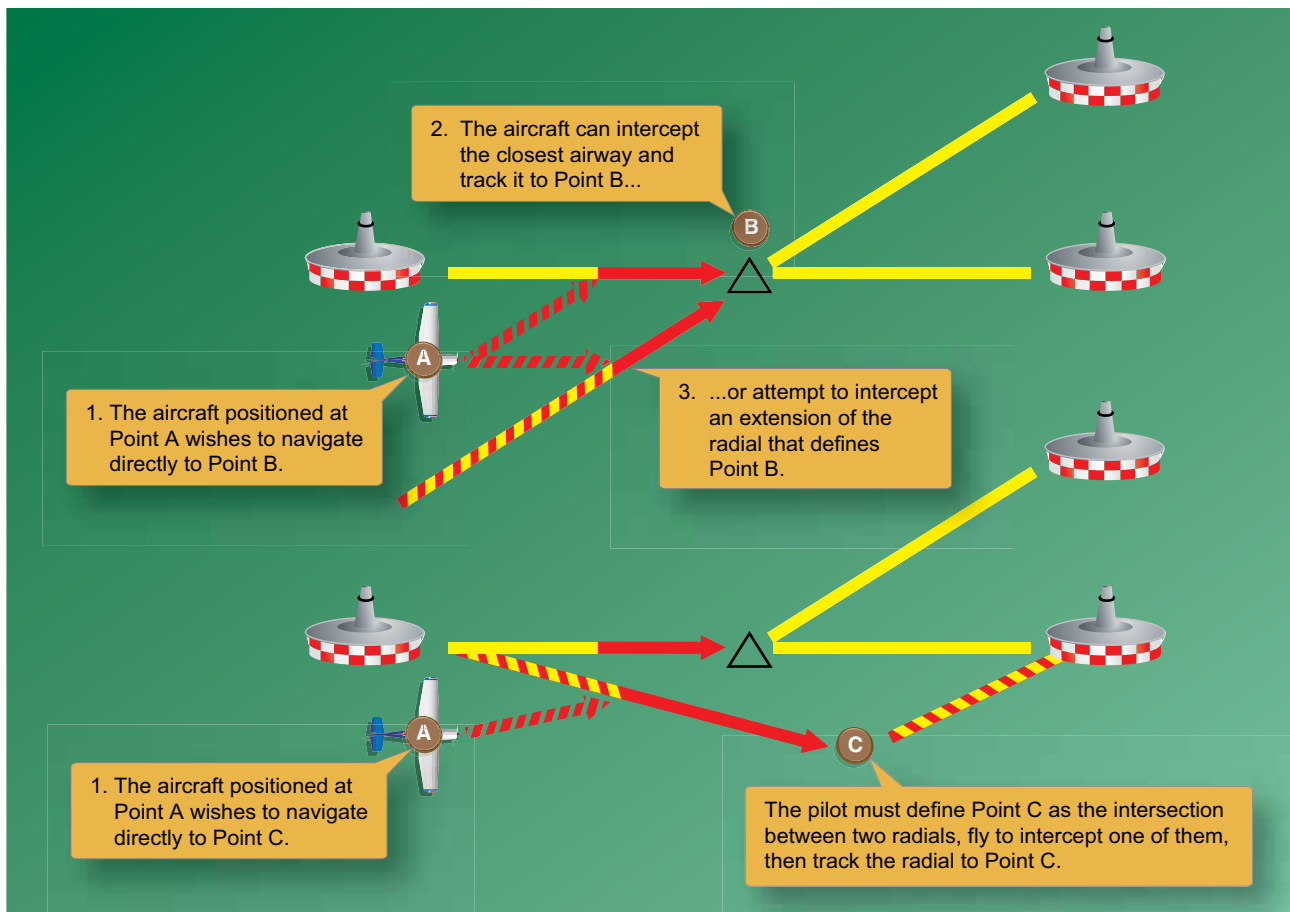 2. The aircraft can intercept
the closest airway and
track it to Point B...
B
A
1. The aircraft positioned at
Point A wishes to navigate
directly to Point B.
3. ...or attempt to intercept
an extension of the
radial that defines
Point B.
A
C
1. The aircraft positioned at
Point A wishes to navigate
directly to Point C.
The pilot must define Point C as the intersection
between two radials, fly to intercept one of them,
then track the radial to Point C.